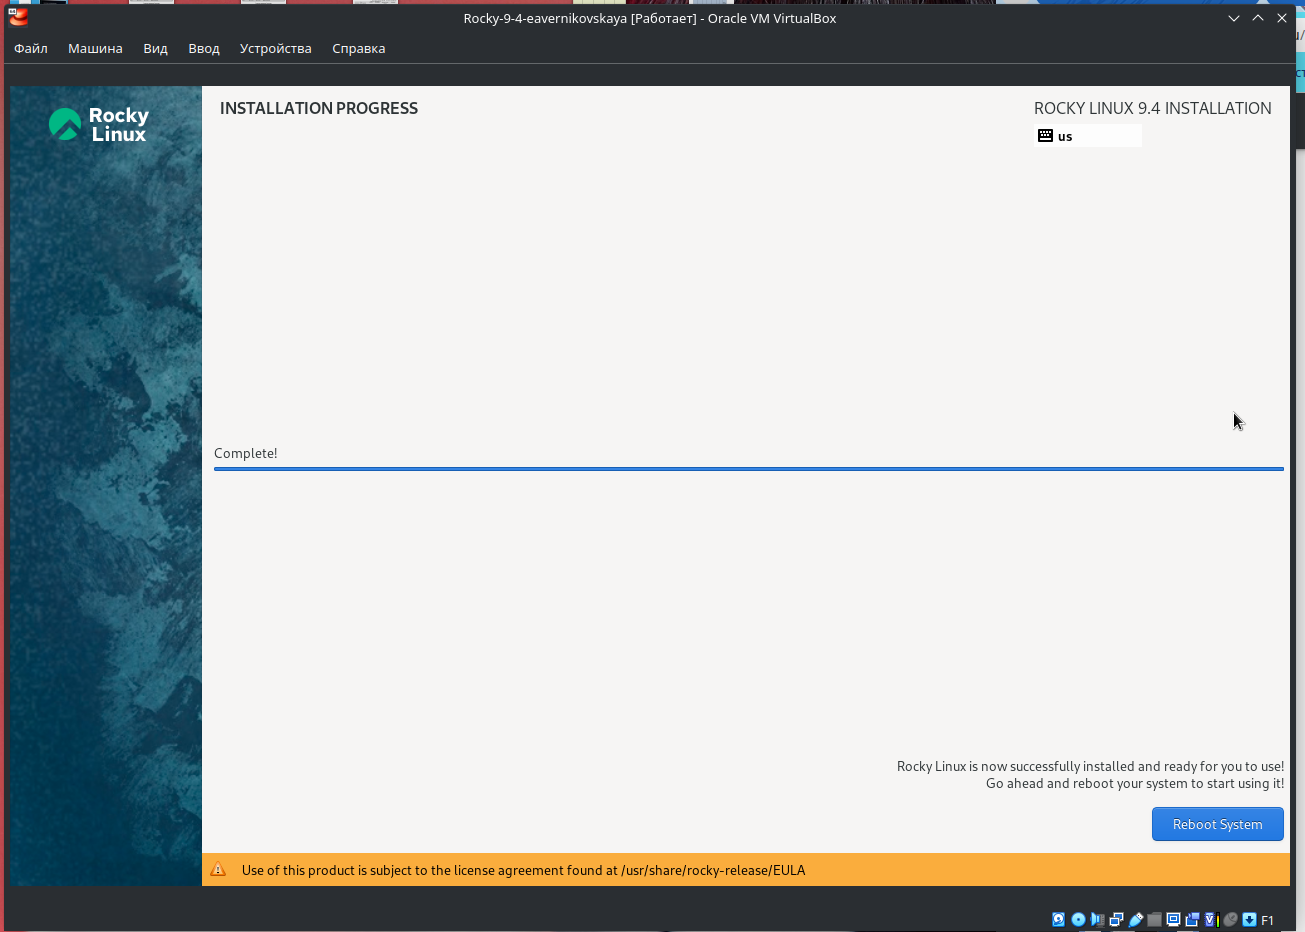 Rocky-9-4-eavernikovskaya [Работает] - Oracle VM VirtualBox
Файл Машина Вид Ввод Устройства Справка
Rocky
Linux
INSTALLATION PROGRESS
ROCKY LINUX 9.4 INSTALLATION
us
Complete!
Rocky Linux is now successfully installed and ready for you to use!
Go ahead and reboot your system to start using it!
Reboot System
Use of this product is subject to the license agreement found at /usr/share/rocky-release/EULA
F1